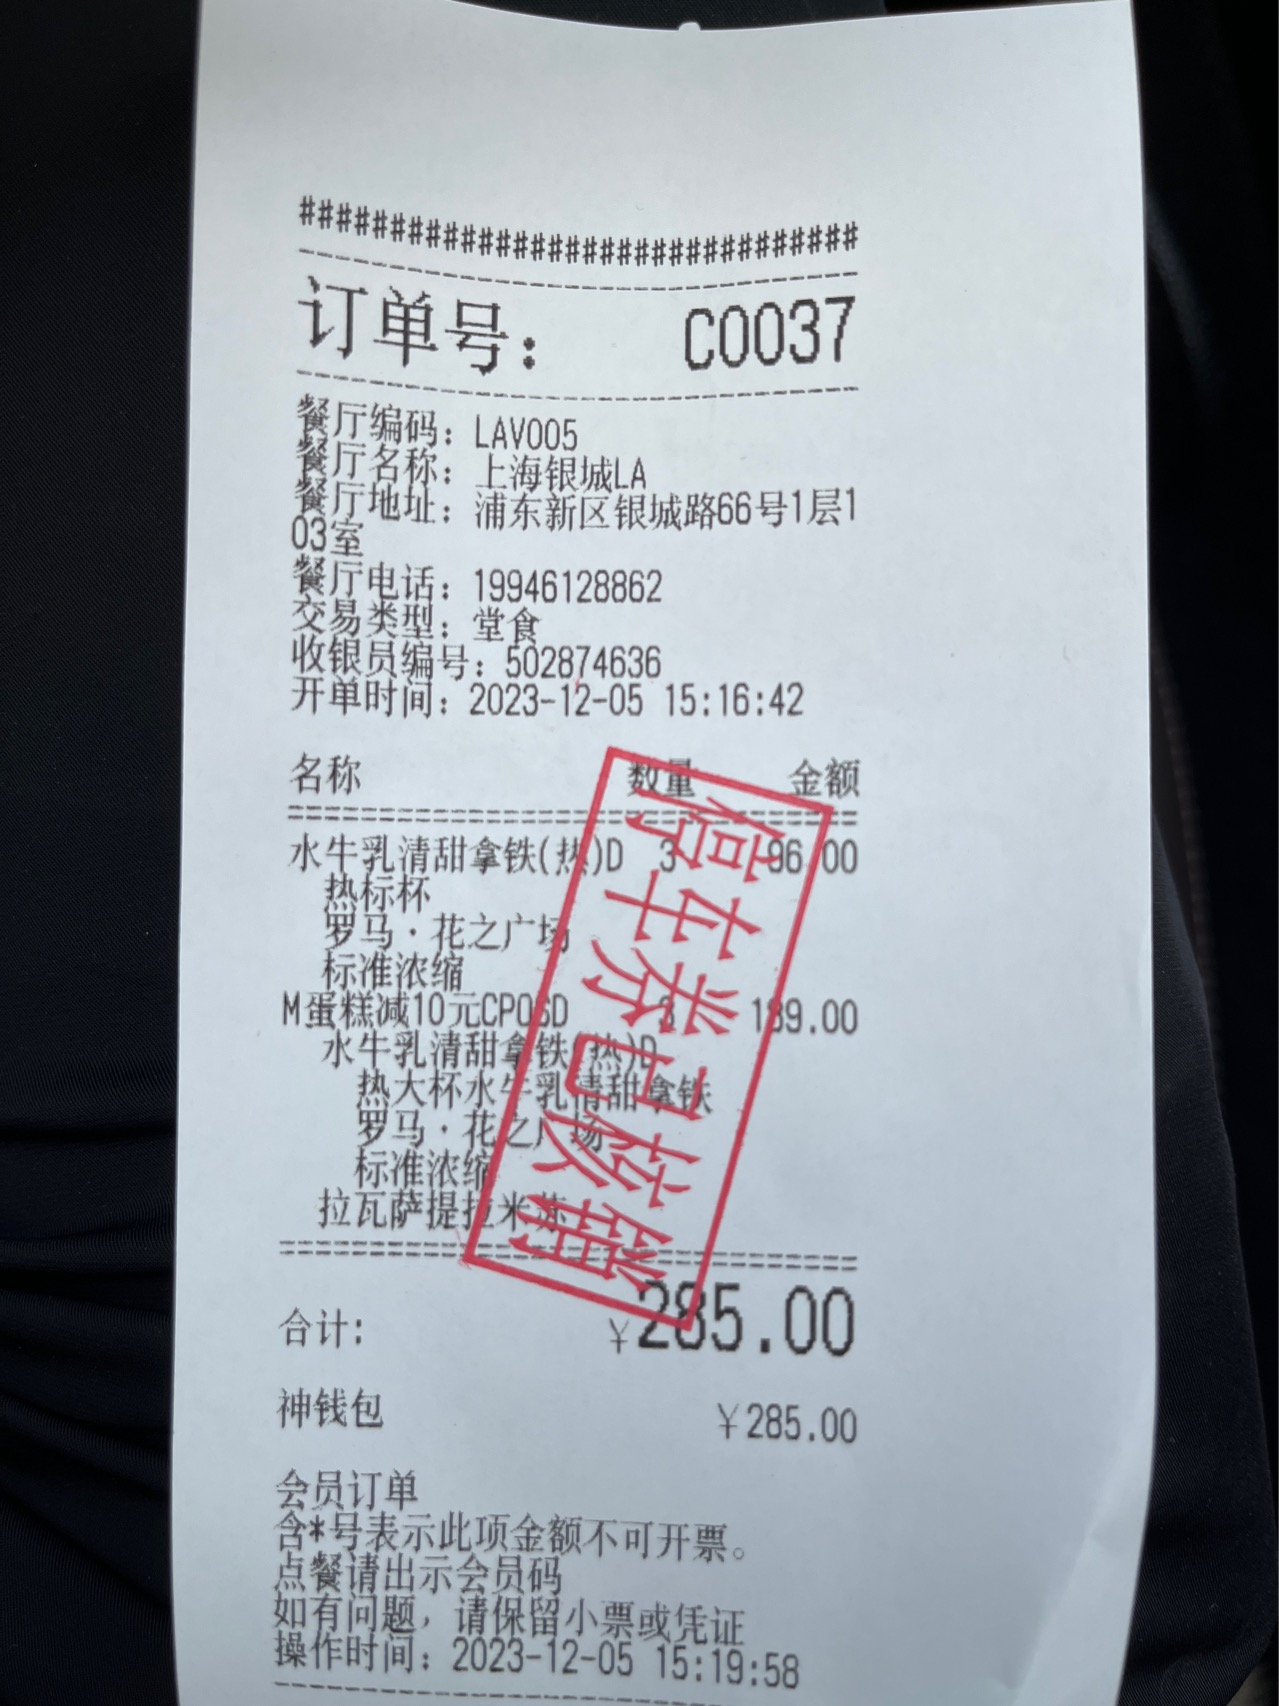 ################################
订单号： C0037
餐厅编码：LAV005
餐厅名称：上海银城LA
餐厅地址：浦东新区银城路66号1层1
03室
餐厅电话：19946128862
交易类型：堂食
收银员编号：502874636
开单时间：2023-12-05 15:16:42
名称 数量 金额
水牛乳清甜拿铁(热)D 3 96.00
热标杯
罗马·花之广场
标准浓缩
M蛋糕减10元CPOSD 3 189.00
水牛乳清甜拿铁(热)D
热大杯水牛乳清甜拿铁
罗马·花之广场
标准浓缩
拉瓦萨提拉米苏
停车券已核销
合计: ¥285.00
神钱包 ¥285.00
会员订单
含*号表示此项金额不可开票。
点餐请出示会员码
如有问题，请保留小票或凭证
操作时间：2023-12-05 15:19:58